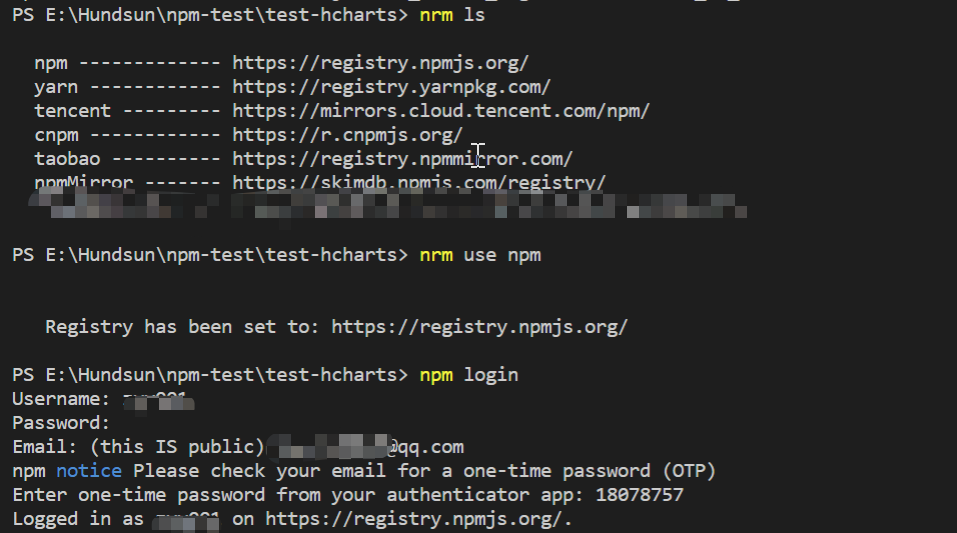 PS E:\Hundsun\npm-test\test-hcharts> nrm ls
npm ------------- https://registry.npmjs.org/
yarn ------------ https://registry.yarnpkg.com/
tencent --------- https://mirrors.cloud.tencent.com/npm/
cnpm ------------ https://r.cnpmjs.org/
taobao ---------- https://registry.npmmirror.com/
npmMirror ------- https://skimdb.npmjs.com/registry/
PS E:\Hundsun\npm-test\test-hcharts> nrm use npm
Registry has been set to: https://registry.npmjs.org/
PS E:\Hundsun\npm-test\test-hcharts> npm login
Username:
Password:
Email: (this IS public) @qq.com
npm notice Please check your email for a one-time password (OTP)
Enter one-time password from your authenticator app: 18078757
Logged in as on https://registry.npmjs.org/.